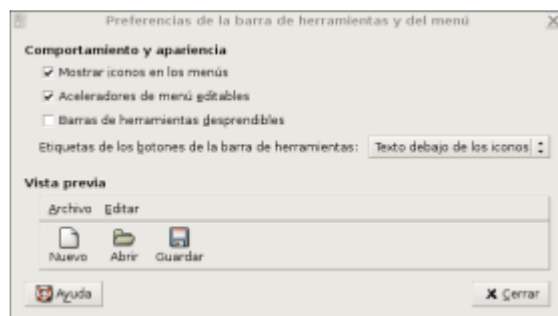 Preferencias de la barra de herramientas y del menú
Comportamiento y apariencia
Mostrar iconos en los menús
Aceleradores de menú editables
Barras de herramientas desprendibles
Etiquetas de los botones de la barra de herramientas: Texto debajo de los iconos
Vista previa
Archivo Editar
Nuevo Abrir Guardar
Ayuda Cerrar